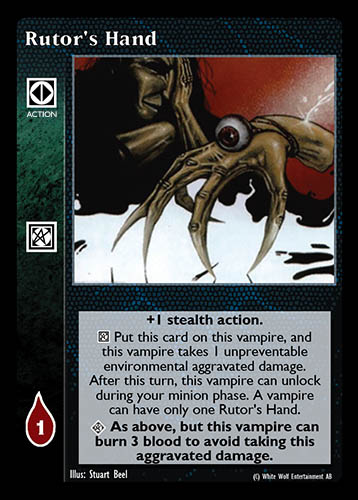 Rutor's Hand
ACTION
+1 stealth action.
Put this card on this vampire, and
this vampire takes 1 unpreventable
environmental aggravated damage.
After this turn, this vampire can unlock
during your minion phase. A vampire
can have only one Rutor's Hand.
As above, but this vampire can
burn 3 blood to avoid taking this
aggravated damage.
1
Illus: Stuart Beel
(C) White Wolf Entertainment AB